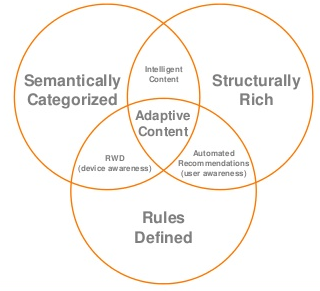 Intelligent
Content
Semantically
Categorized
Structurally
Rich
Adaptive
Content
RWD
(device awareness)
Automated
Recommendations
(user awareness)
Rules
Defined